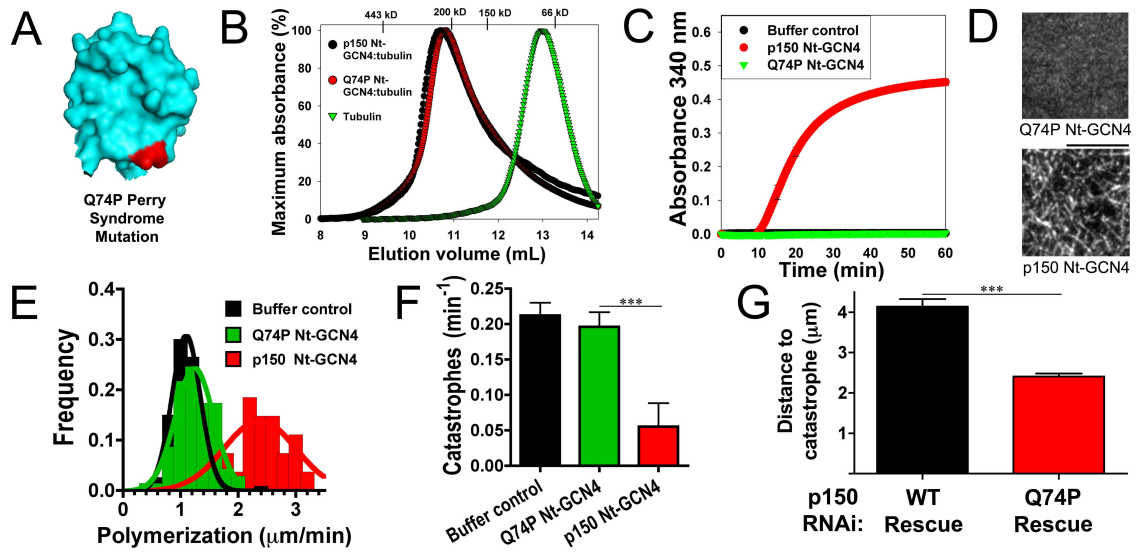 A
Q74P Perry
Syndrome
Mutation
B
443 kD
200 kD
150 kD
66 kD
Maximum absorbance (%)
100
80
60
40
20
0
p150 Nt-
GCN4:tubulin
Q74P Nt-
GCN4:tubulin
Tubulin
8
9
10
11
12
13
14
Elution volume (mL)
C
Absorbance 340 nm
0.6
0.5
0.4
0.3
0.2
0.1
0.0
Buffer control
p150 Nt-GCN4
Q74P Nt-GCN4
0
10
20
30
40
50
60
Time (min)
D
Q74P Nt-GCN4
p150 Nt-GCN4
E
Frequency
0.4
0.3
0.2
0.1
0.0
Buffer control
Q74P Nt-GCN4
p150 Nt-GCN4
0
1
2
3
Polymerization (μm/min)
F
Catastrophes (min-1)
0.25
0.20
0.15
0.10
0.05
0.00
***
Buffer control
Q74P Nt-GCN4
p150 Nt-GCN4
G
Distance to
catastrophe (μm)
4
2
1
***
p150
RNAi:
WT
Rescue
Q74P
Rescue